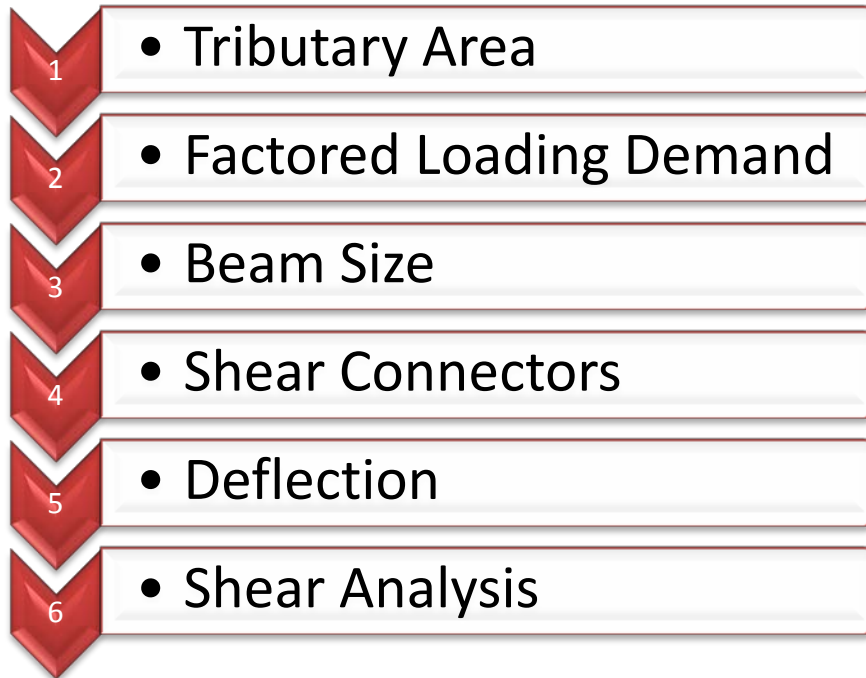 1 • Tributary Area
2 • Factored Loading Demand
3 • Beam Size
4 • Shear Connectors
5 • Deflection
6 • Shear Analysis